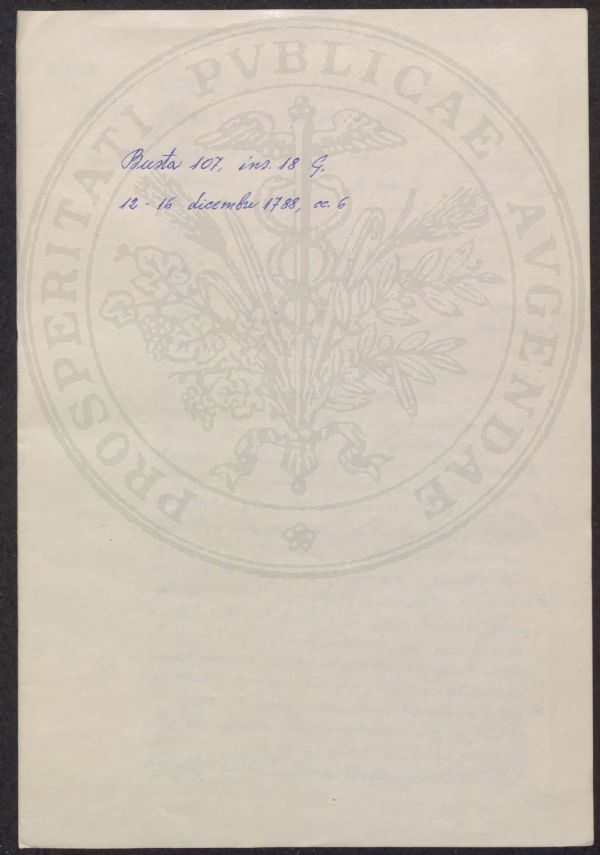 PROSPERITATI PVBLICAE AVGENDAE
Busta 107, ins. 18 G.
12 - 16 dicembre 1788, cc. 6